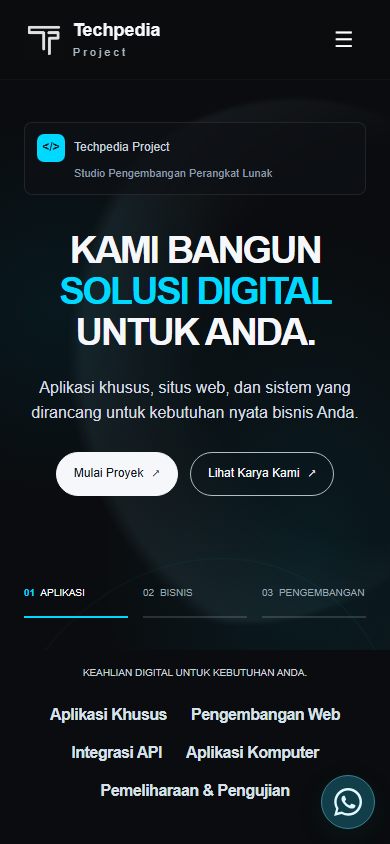 Techpedia
Project
☰
</> Techpedia Project
Studio Pengembangan Perangkat Lunak
KAMI BANGUN
SOLUSI DIGITAL
UNTUK ANDA.
Aplikasi khusus, situs web, dan sistem yang
dirancang untuk kebutuhan nyata bisnis Anda.
Mulai Proyek ↗ Lihat Karya Kami ↗
01 APLIKASI 02 BISNIS 03 PENGEMBANGAN
KEAHLIAN DIGITAL UNTUK KEBUTUHAN ANDA.
Aplikasi Khusus Pengembangan Web
Integrasi API Aplikasi Komputer
Pemeliharaan & Pengujian